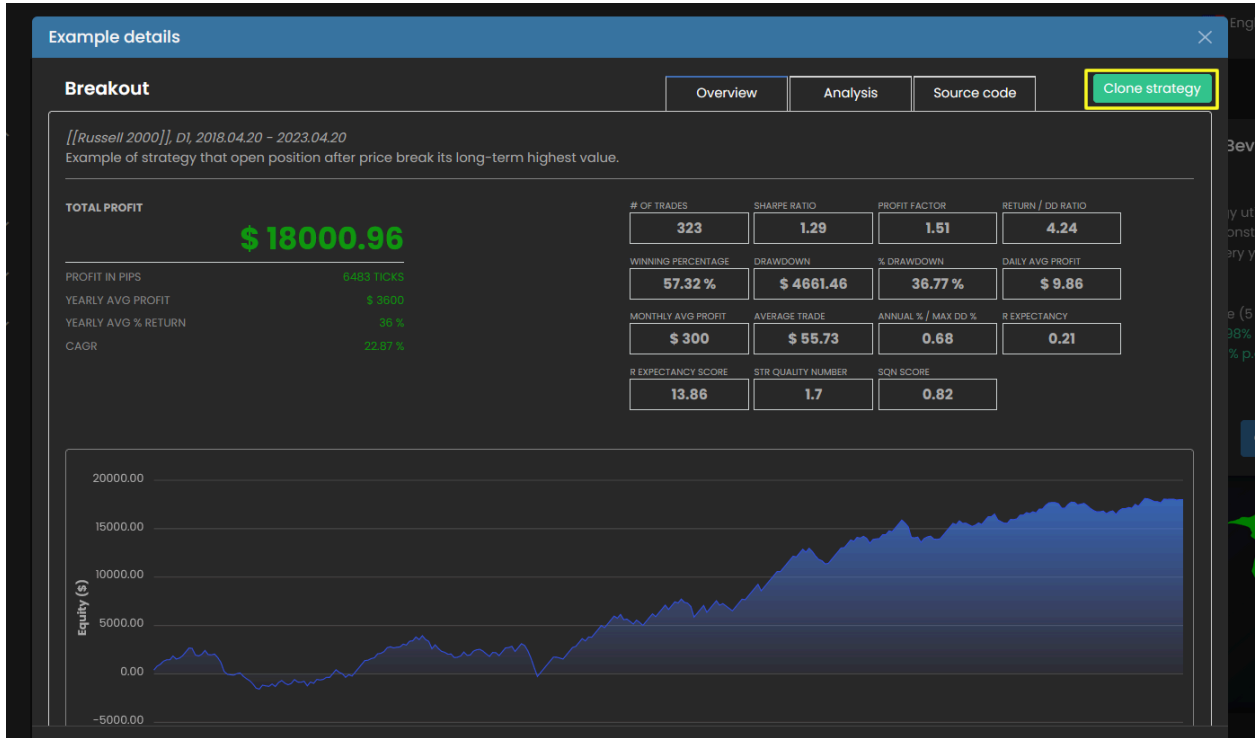 Example details
Eng
Breakout
Overview
Analysis
Source code
Clone strategy
[[Russell 2000]], D1, 2018.04.20 - 2023.04.20
Example of strategy that open position after price break its long-term highest value.
TOTAL PROFIT
$ 18000.96
PROFIT IN PIPS 6483 TICKS
YEARLY AVG PROFIT $ 3600
YEARLY AVG % RETURN 36 %
CAGR 22.87 %
# OF TRADES SHARPE RATIO PROFIT FACTOR RETURN / DD RATIO
323 1.29 1.51 4.24
WINNING PERCENTAGE DRAWDOWN % DRAWDOWN DAILY AVG PROFIT
57.32 % $ 4661.46 36.77 % $ 9.86
MONTHLY AVG PROFIT AVERAGE TRADE ANNUAL % / MAX DD % R EXPECTANCY
$ 300 $ 55.73 0.68 0.21
R EXPECTANCY SCORE STR QUALITY NUMBER SQN SCORE
13.86 1.7 0.82
Equity ($)
20000.00
15000.00
10000.00
5000.00
0.00
-5000.00